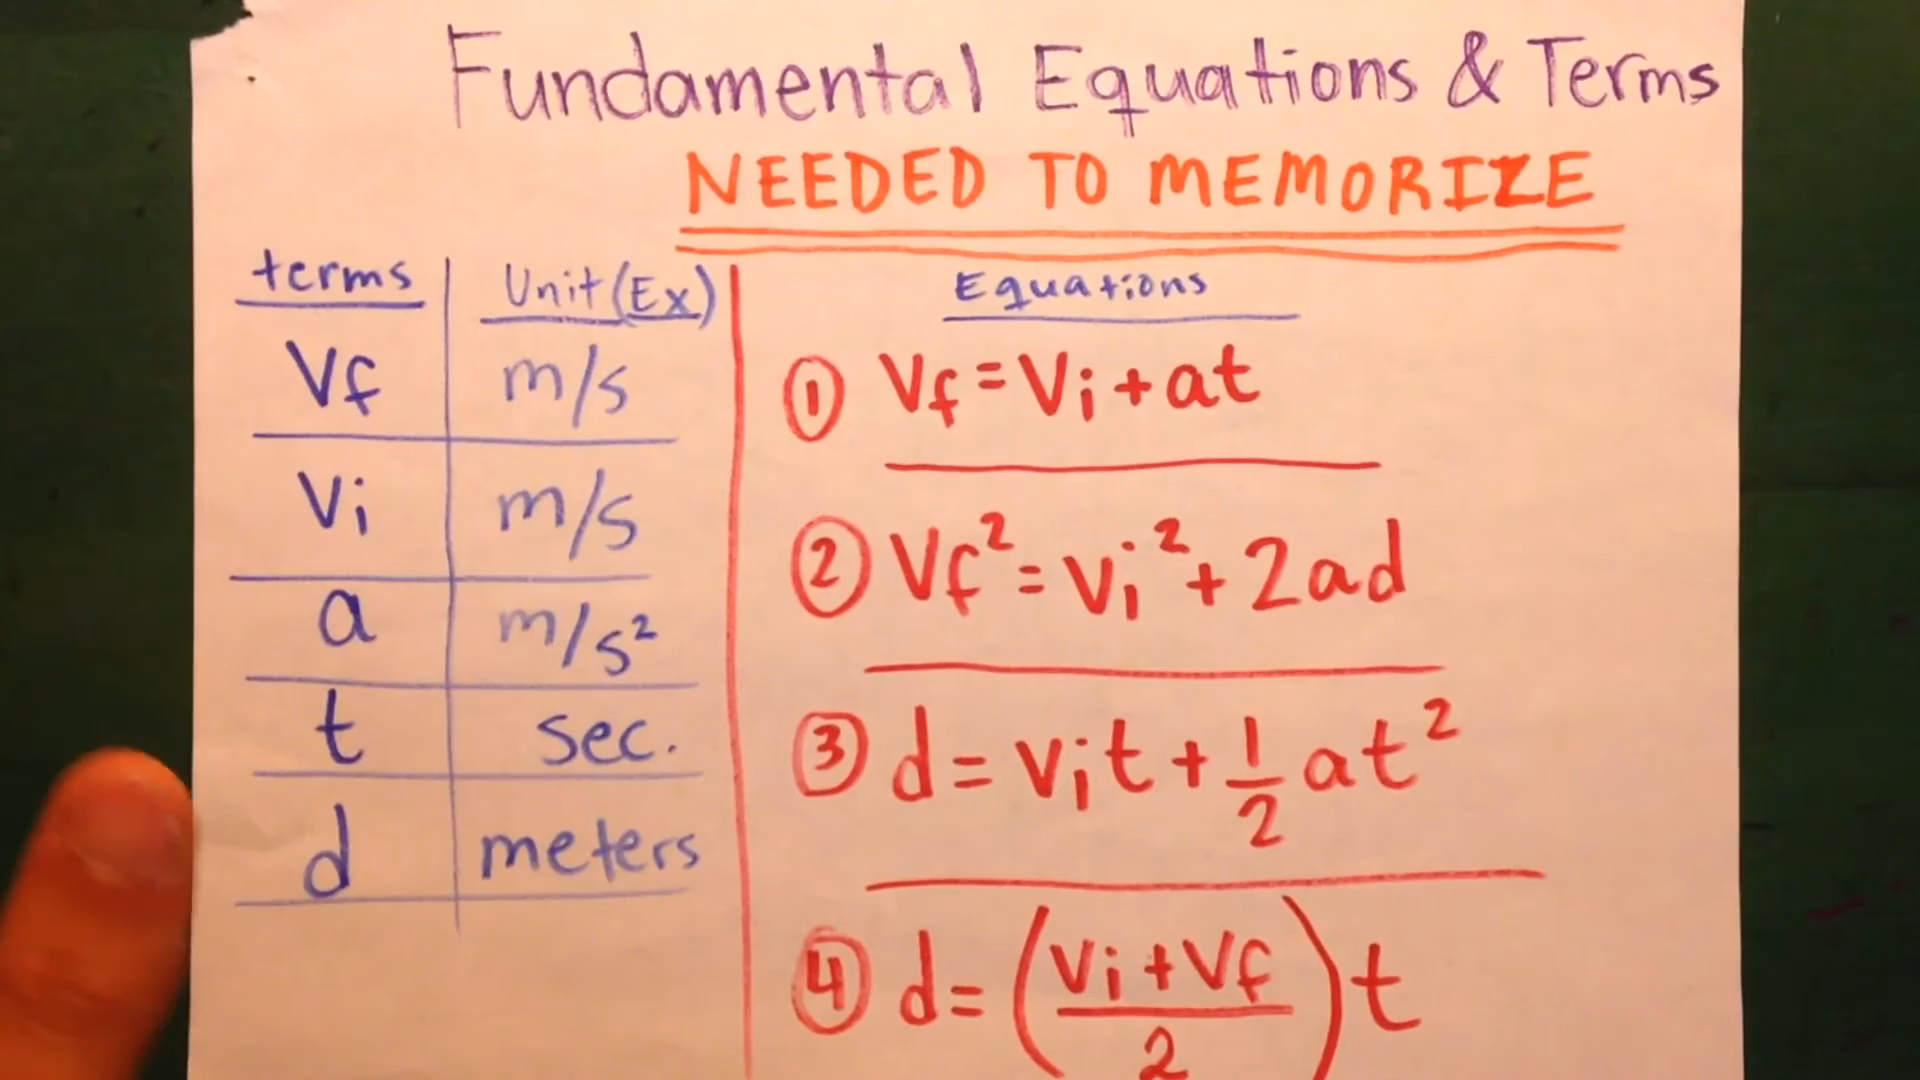 Fundamental Equations & Terms
NEEDED TO MEMORIZE
terms
Unit (Ex)
Vf
m/s
Vi
m/s
a
m/s²
t
sec.
d
meters
Equations
① Vf = Vi + at
② Vf² = Vi² + 2ad
③ d = Vit + 1/2 at²
④ d = (Vi + Vf / 2) t